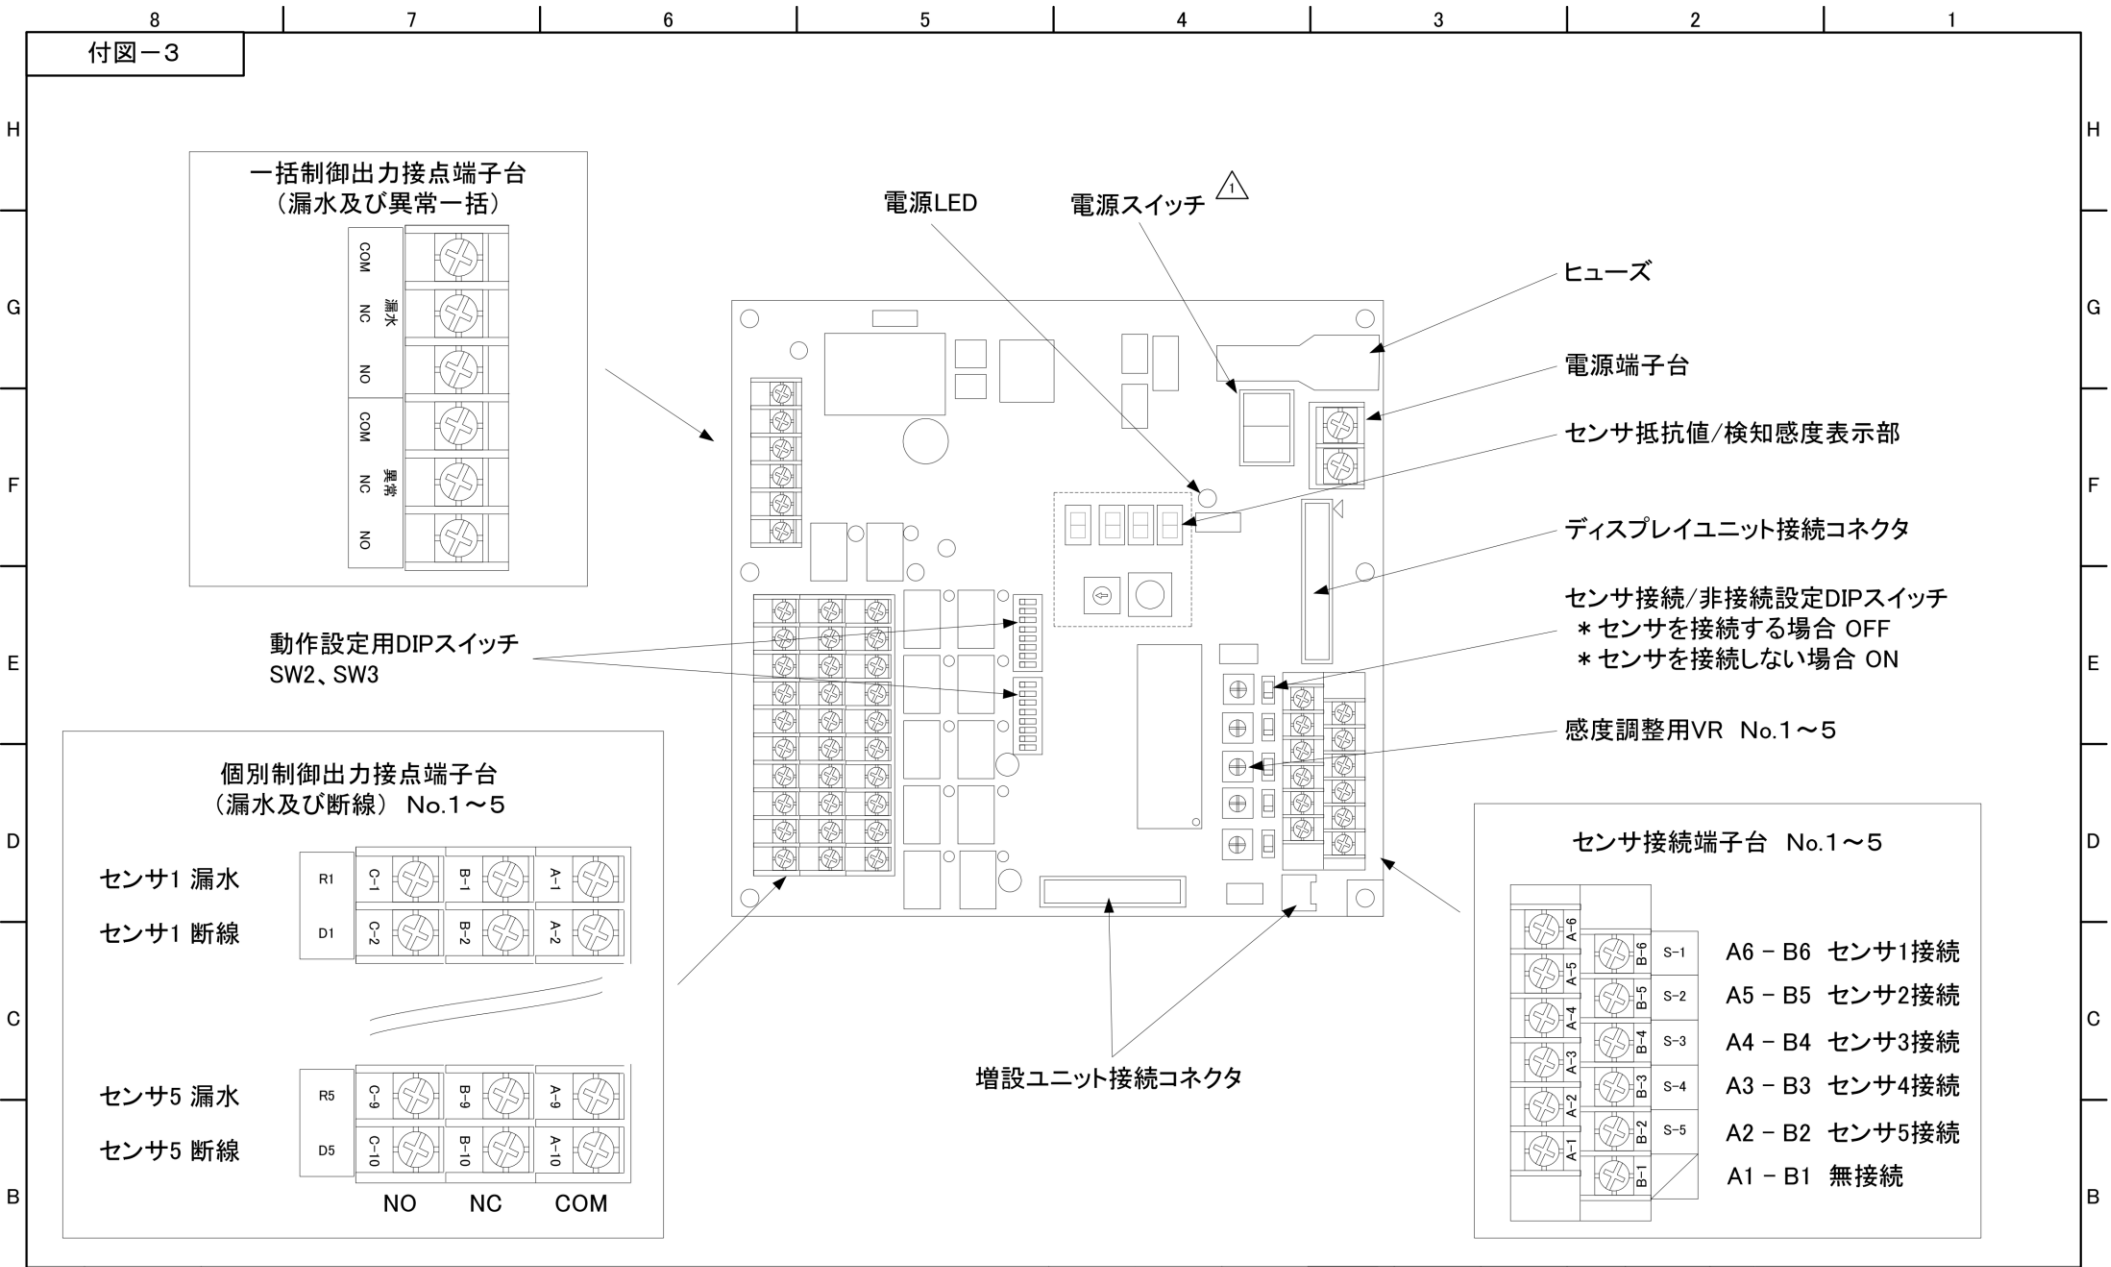 8 7 6 5 4 3 2 1
付図－3
H
G
F
E
D
C
B
H
G
F
E
D
C
B
一括制御出力接点端子台
（漏水及び異常一括）
COM
NC
NO
漏水
COM
NC
NO
異常
電源LED
電源スイッチ
1
ヒューズ
電源端子台
センサ抵抗値/検知感度表示部
ディスプレイユニット接続コネクタ
センサ接続/非接続設定DIPスイッチ
＊センサを接続する場合 OFF
＊センサを接続しない場合 ON
感度調整用VR No.1～5
動作設定用DIPスイッチ
SW2、SW3
個別制御出力接点端子台
（漏水及び断線） No.1～5
センサ1 漏水 R1 C-1 B-1 A-1
センサ1 断線 D1 C-2 B-2 A-2
センサ5 漏水 R5 C-9 B-9 A-9
センサ5 断線 D5 C-10 B-10 A-10
NO NC COM
増設ユニット接続コネクタ
センサ接続端子台 No.1～5
A-6 B-6 S-1 A6 − B6 センサ1接続
A-5 B-5 S-2 A5 − B5 センサ2接続
A-4 B-4 S-3 A4 − B4 センサ3接続
A-3 B-3 S-4 A3 − B3 センサ4接続
A-2 B-2 S-5 A2 − B2 センサ5接続
A-1 B-1 A1 − B1 無接続